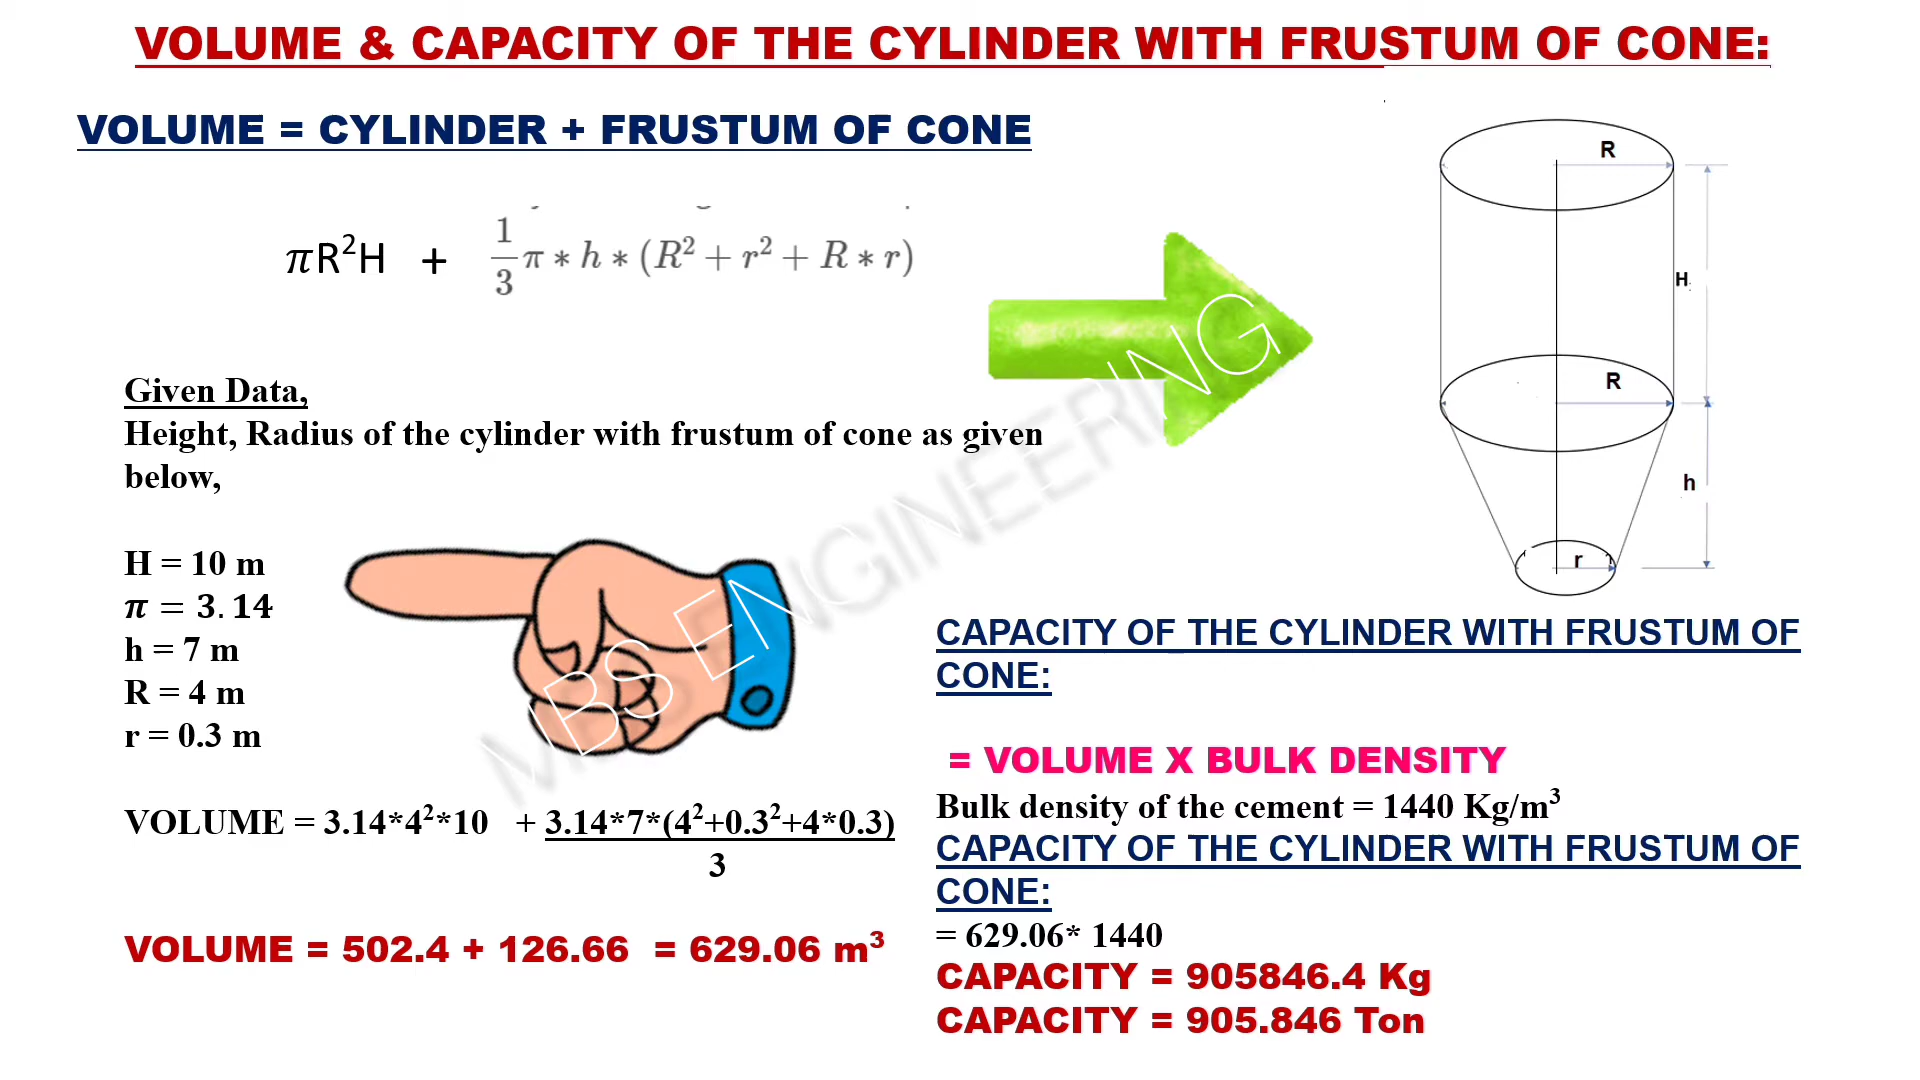 VOLUME & CAPACITY OF THE CYLINDER WITH FRUSTUM OF CONE:
VOLUME = CYLINDER + FRUSTUM OF CONE
πR²H + 1/3 π * h * (R² + r² + R * r)
Given Data,
Height, Radius of the cylinder with frustum of cone as given
below,
H = 10 m
π = 3.14
h = 7 m
R = 4 m
r = 0.3 m
VOLUME = 3.14*4²*10 + 3.14*7*(4²+0.3²+4*0.3)
3
VOLUME = 502.4 + 126.66 = 629.06 m³
R
H
R
h
r
CAPACITY OF THE CYLINDER WITH FRUSTUM OF
CONE:
= VOLUME X BULK DENSITY
Bulk density of the cement = 1440 Kg/m³
CAPACITY OF THE CYLINDER WITH FRUSTUM OF
CONE:
= 629.06* 1440
CAPACITY = 905846.4 Kg
CAPACITY = 905.846 Ton
MBS ENGINEERING